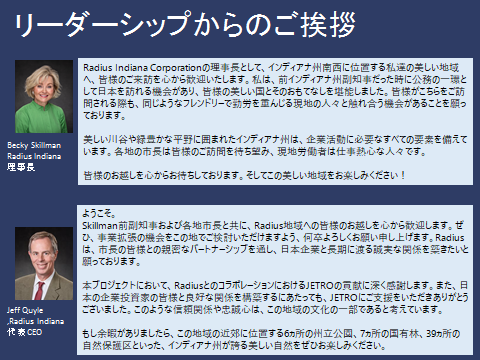 リーダーシップからのご挨拶
Radius Indiana Corporationの理事長として、インディアナ州南西に位置する私達の美しい地域
へ、皆様のご来訪を心から歓迎いたします。私は、前インディアナ州副知事だった時に公務の一環と
して日本を訪れる機会があり、皆様の美しい国とそのおもてなしを堪能しました。皆様がこちらをご訪
問される際も、同じようなフレンドリーで勤労を重んじる現地の人々と触れ合う機会があることを願っ
ております。
美しい川谷や緑豊かな平野に囲まれたインディアナ州は、企業活動に必要なすべての要素を備えて
います。各地の市長は皆様のご訪問を待ち望み、現地労働者は仕事熱心な人々です。
皆様のお越しを心からお待ちしております。そしてこの美しい地域をお楽しみください！
Becky Skillman
Radius Indiana
理事長
ようこそ。
Skillman前副知事および各地市長と共に、Radius地域への皆様のお越しを心から歓迎します。ぜ
ひ、事業拡張の機会をこの地でご検討いただけますよう、何卒よろしくお願い申し上げます。Radius
は、市長の皆様との親密なパートナーシップを通し、日本企業と長期に渡る誠実な関係を築きたいと
願っております。
本プロジェクトにおいて、RadiusとのコラボレーションにおけるJETROの貢献に深く感謝します。また、日
本の企業投資家の皆様と良好な関係を構築するにあたっても、JETROにご支援をいただきありがとう
ございました。このような信頼関係や忠誠心は、この地域の文化の一部であると考えています。
もし余暇がありましたら、この地域の近郊に位置する6ヵ所の州立公園、7ヵ所の国有林、39ヵ所の
自然保護区といった、インディアナ州が誇る美しい自然をぜひお楽しみください。
Jeff Quyle
,Radius Indiana
代表CEO